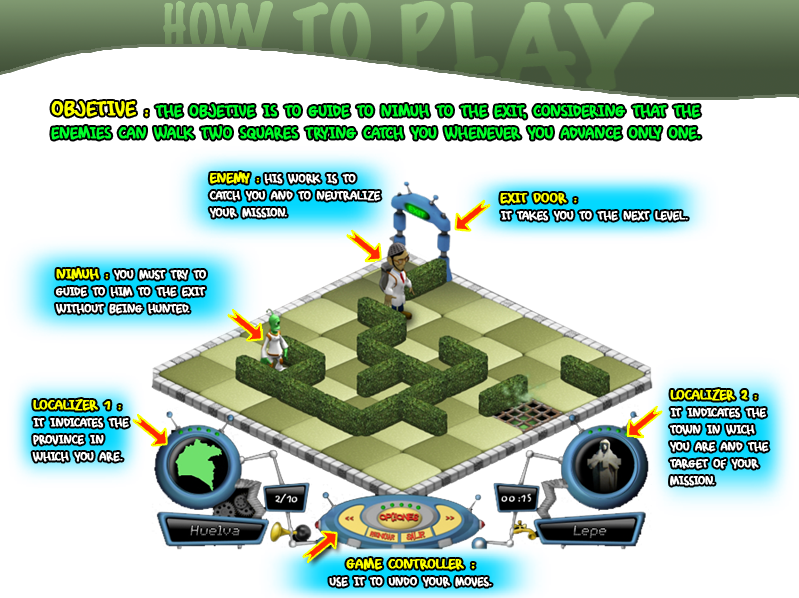 HOW TO PLAY
OBJETIVE : THE OBJETIVE IS TO GUIDE TO NIMUH TO THE EXIT, CONSIDERING THAT THE
ENEMIES CAN WALK TWO SQUARES TRYING CATCH YOU WHENEVER YOU ADVANCE ONLY ONE.
ENEMY : HIS WORK IS TO
CATCH YOU AND TO NEUTRALIZE
YOUR MISSION.
EXIT DOOR :
IT TAKES YOU TO THE NEXT LEVEL.
EXIT
NIMUH : YOU MUST TRY TO
GUIDE TO HIM TO THE EXIT
WITHOUT BEING HUNTED.
LOCALIZER 1 :
IT INDICATES THE
PROVINCE IN
WHICH YOU ARE.
LOCALIZER 2 :
IT INDICATES THE
TOWN IN WICH
YOU ARE AND THE
TARGET OF YOUR
MISSION.
2/10
00:15
OPCIONES
<< >>
REINICIAR SALIR
Huelva
Lepe
GAME CONTROLLER :
USE IT TO UNDO YOUR MOVES.